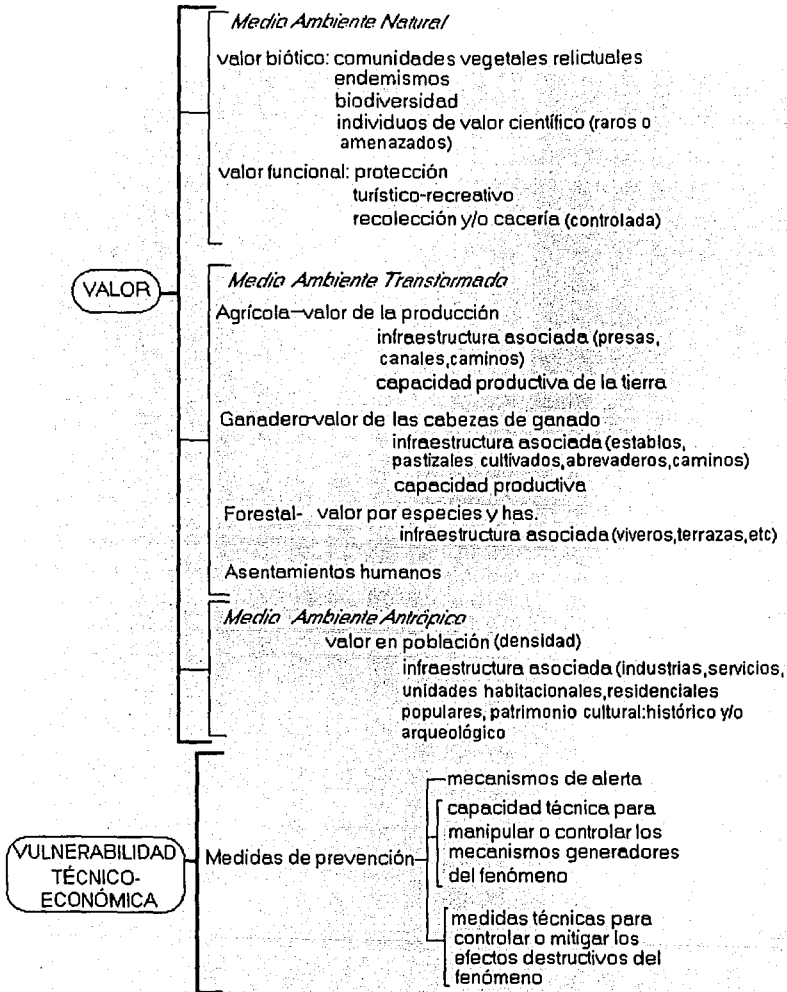 Medio Ambiente Natural
valor biótico: comunidades vegetales relictuales
endemismos
biodiversidad
individuos de valor científico (raros o
amenazados)
valor funcional: protección
turístico-recreativo
recolección y/o cacería (controlada)
VALOR
Medio Ambiente Transformado
Agrícola-valor de la producción
infraestructura asociada (presas,
canales,caminos)
capacidad productiva de la tierra
Ganadero-valor de las cabezas de ganado
infraestructura asociada (establos,
pastizales cultivados,abrevaderos,caminos)
capacidad productiva
Forestal- valor por especies y has.
infraestructura asociada (viveros,terrazas,etc)
Asentamientos humanos
Medio Ambiente Antrópico
valor en población (densidad)
infraestructura asociada (industrias,servicios,
unidades habitacionales,residenciales
populares, patrimonio cultural:histórico y/o
arqueológico
VULNERABILIDAD
TÉCNICO-
ECONÓMICA
Medidas de prevención
mecanismos de alerta
capacidad técnica para
manipular o controlar los
mecanismos generadores
del fenómeno
medidas técnicas para
controlar o mitigar los
efectos destructivos del
fenómeno